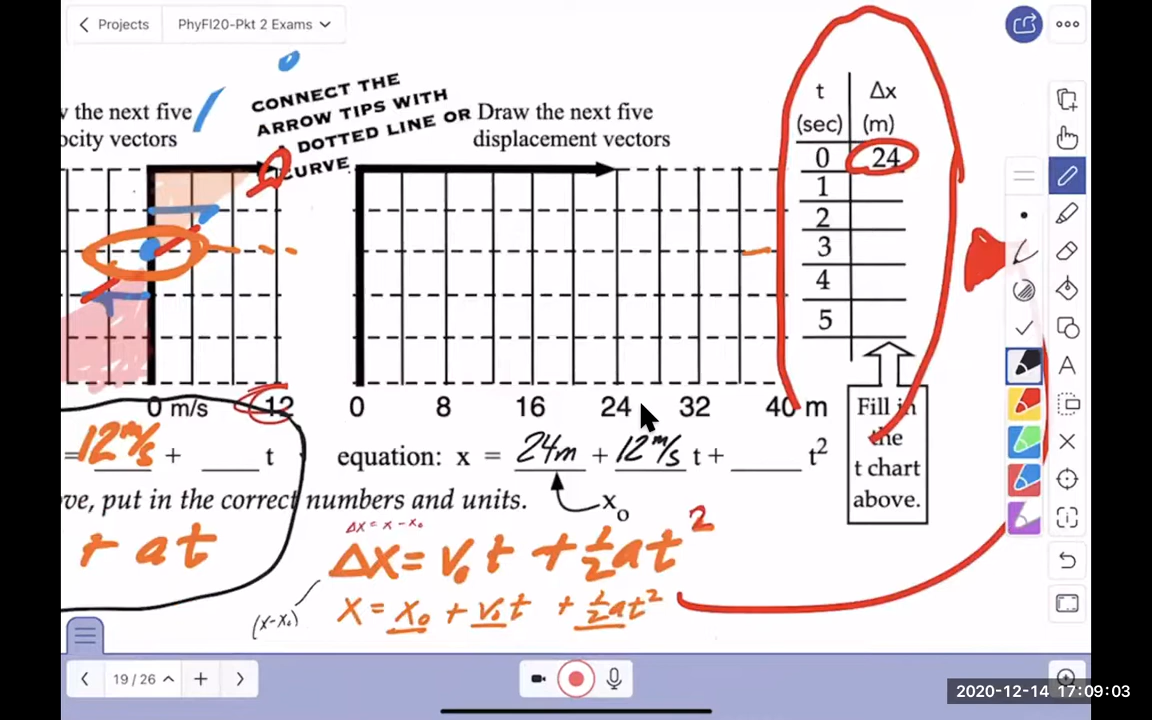 Projects
PhyFl20-Pkt 2 Exams
w the next five
ocity vectors
CONNECT THE
ARROW TIPS WITH
A DOTTED LINE OR
CURVE
Draw the next five
displacement vectors
t Δx
(sec) (m)
0 24
1
2
3
4
5
0 m/s 12
0 8 16 24 32 40 m
Fill in
the
t chart
above.
= 12 m/s + ____ t
equation: x = 24m + 12 m/s t + ____ t²
ve, put in the correct numbers and units.
x₀
Δx = x - x₀
+ at
Δx = v₀t + ½at²
x = x₀ + v₀t + ½at²
(x-x₀)
19 / 26
2020-12-14 17:09:03